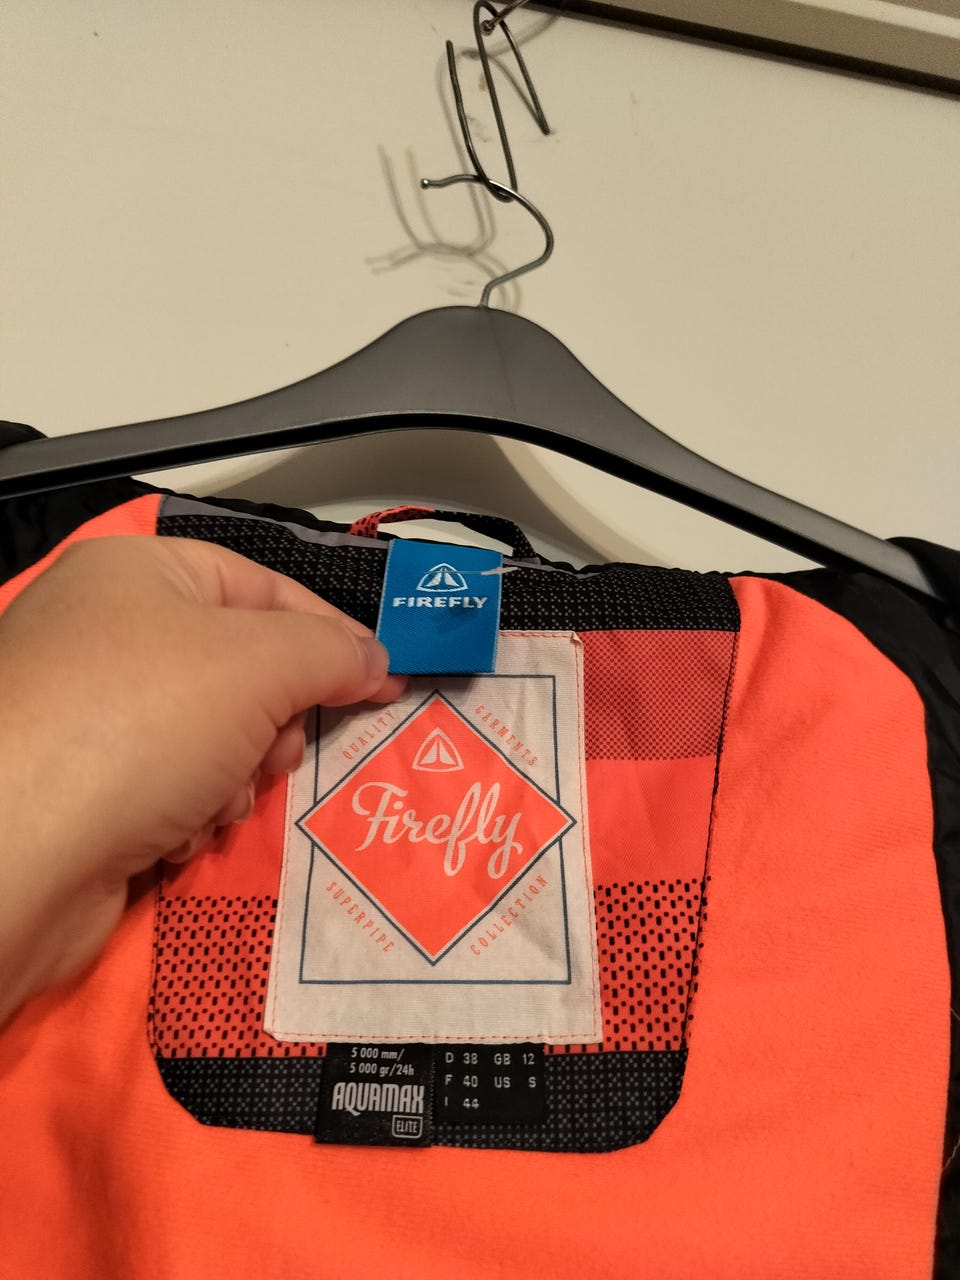 FIREFLY
QUALITY GARMENTS
Firefly
SUPERPIPE COLLECTION
5 000 mm/
5 000 gr/24h
AQUAMAX
ELITE
D 38 GB 12
F 40 US S
I 44